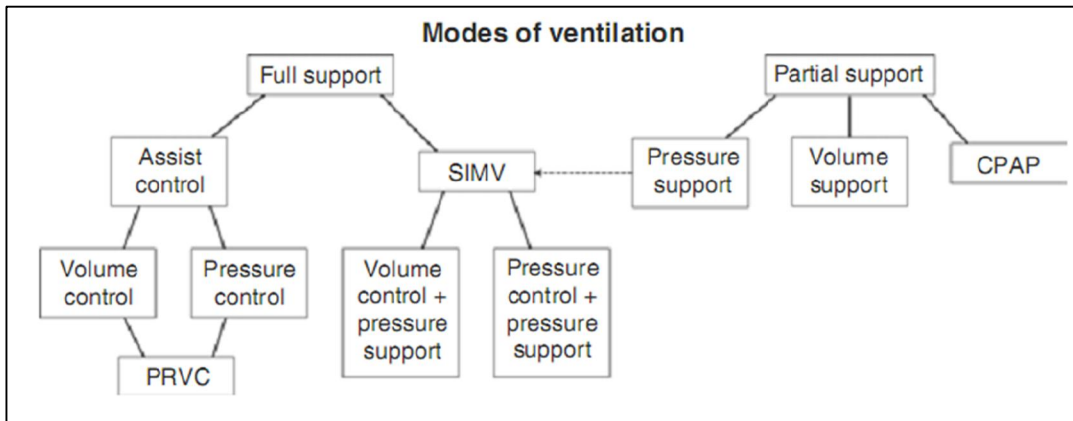 Modes of ventilation
Full support
Partial support
Assist
control
SIMV
Pressure
support
Volume
support
CPAP
Volume
control
Pressure
control
Volume
control +
pressure
support
Pressure
control +
pressure
support
PRVC